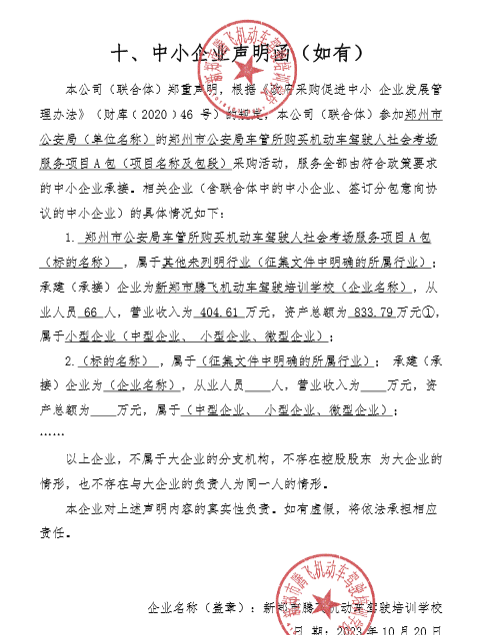 十、中小企业声明函（如有）
本公司（联合体）郑重声明，根据《政府采购促进中小 企业发展管
理办法》（财库（2020）46 号）的规定，本公司（联合体）参加郑州市
公安局（单位名称）的郑州市公安局车管所购买机动车驾驶人社会考场
服务项目A包（项目名称及包段）采购活动，服务全部由符合政策要求
的中小企业承接。相关企业（含联合体中的中小企业、签订分包意向协
议的中小企业）的具体情况如下：
1. 郑州市公安局车管所购买机动车驾驶人社会考场服务项目A包
（标的名称） ，属于其他未列明行业（征集文件中明确的所属行业）；
承建（承接）企业为新郑市腾飞机动车驾驶培训学校（企业名称），从
业人员 66 人，营业收入为 404.61 万元，资产总额为 833.79 万元①，
属于小型企业（中型企业、 小型企业、微型企业）；
2. （标的名称） ，属于（征集文件中明确的所属行业）； 承建（承
接）企业为（企业名称），从业人员____人，营业收入为____万元，资
产总额为____万元，属于（中型企业、 小型企业、微型企业）；
……
以上企业，不属于大企业的分支机构，不存在控股股东 为大企业的
情形，也不存在与大企业的负责人为同一人的情形。
本企业对上述声明内容的真实性负责。如有虚假，将依法承担相应
责任。
新郑市腾飞机动车驾驶培训学校
企业名称（盖章）：新郑市腾飞机动车驾驶培训学校
日 期：2023 年 10 月 20 日